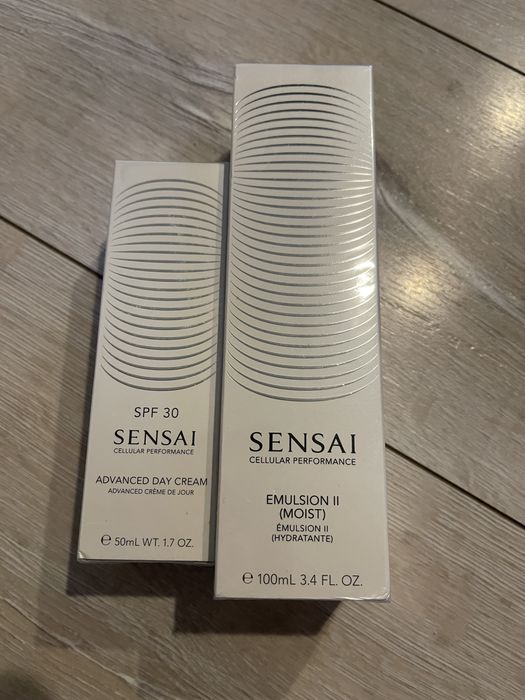 SPF 30
SENSAI
CELLULAR PERFORMANCE
ADVANCED DAY CREAM
ADVANCED CRÈME DE JOUR
℮ 50mL WT. 1.7 OZ.
SENSAI
CELLULAR PERFORMANCE
EMULSION II
(MOIST)
ÉMULSION II
(HYDRATANTE)
℮ 100mL 3.4 FL. OZ.